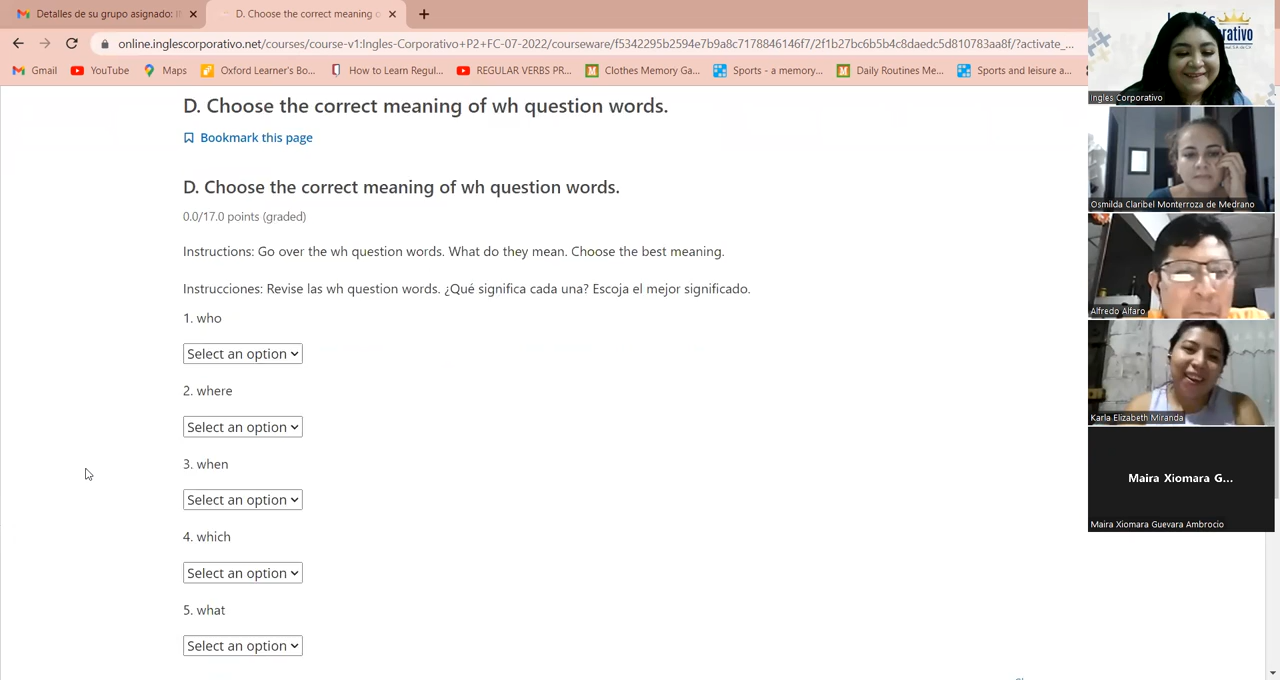 Detalles de su grupo asignado: I
D. Choose the correct meaning o
online.inglescorporativo.net/courses/course-v1:Ingles-Corporativo+P2+FC-07-2022/courseware/f5342295b2594e7b9a8c7178846146f7/2f1b27bc6b5b4c8daedc5d810783aa8f/?activate_...
Gmail
YouTube
Maps
Oxford Learner's Bo...
How to Learn Regul...
REGULAR VERBS PR...
Clothes Memory Ga...
Sports - a memory...
Daily Routines Me...
Sports and leisure a...
D. Choose the correct meaning of wh question words.
Bookmark this page
D. Choose the correct meaning of wh question words.
0.0/17.0 points (graded)
Instructions: Go over the wh question words. What do they mean. Choose the best meaning.
Instrucciones: Revise las wh question words. ¿Qué significa cada una? Escoja el mejor significado.
1. who
Select an option
2. where
Select an option
3. when
Select an option
4. which
Select an option
5. what
Select an option
Ingles Corporativo
Osmilda Claribel Monterroza de Medrano
Alfredo Alfaro
Karla Elizabeth Miranda
Maira Xiomara G...
Maira Xiomara Guevara Ambrocio